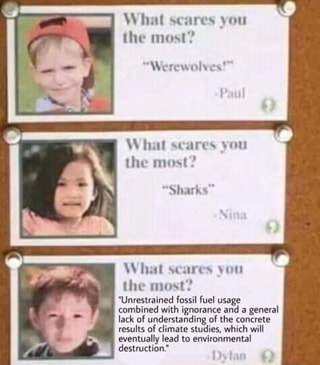 What scares you
the most?
"Werewolves!"
-Paul
What scares you
the most?
"Sharks"
-Nina
What scares you
the most?
"Unrestrained fossil fuel usage
combined with ignorance and a general
lack of understanding of the concrete
results of climate studies, which will
eventually lead to environmental
destruction."
-Dylan